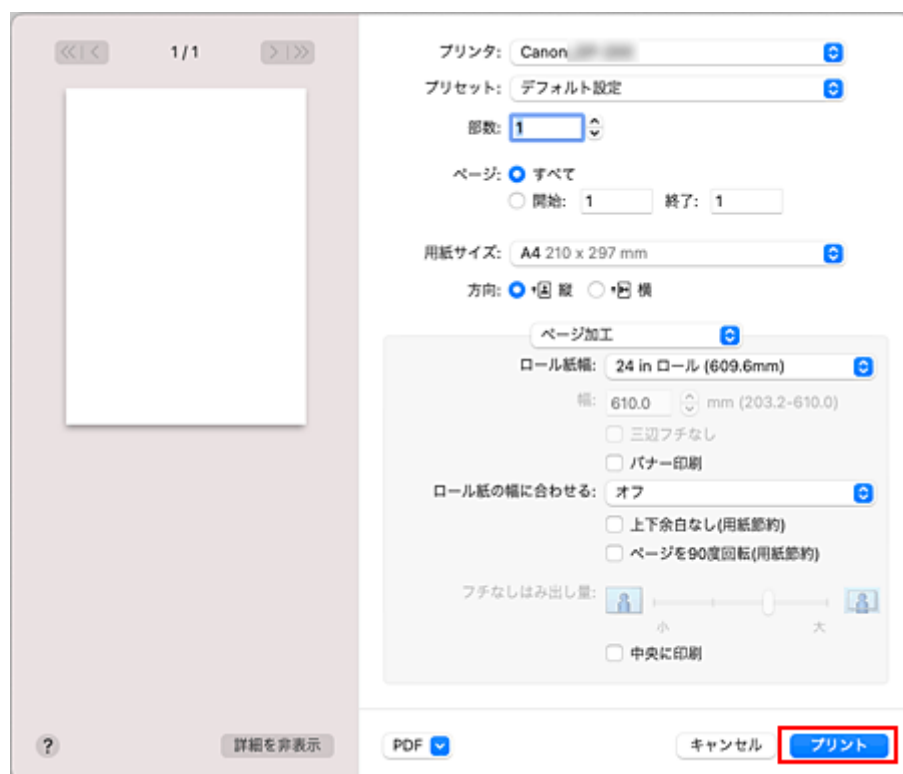 1/1
プリンタ: Canon
プリセット: デフォルト設定
部数: 1
ページ: すべて
開始: 1 終了: 1
用紙サイズ: A4 210 x 297 mm
方向: 縦 横
ページ加工
ロール紙幅: 24 in ロール (609.6mm)
幅: 610.0 mm (203.2-610.0)
三辺フチなし
バナー印刷
ロール紙の幅に合わせる: オフ
上下余白なし(用紙節約)
ページを90度回転(用紙節約)
フチなしはみ出し量:
小 大
中央に印刷
? 詳細を非表示 PDF キャンセル プリント